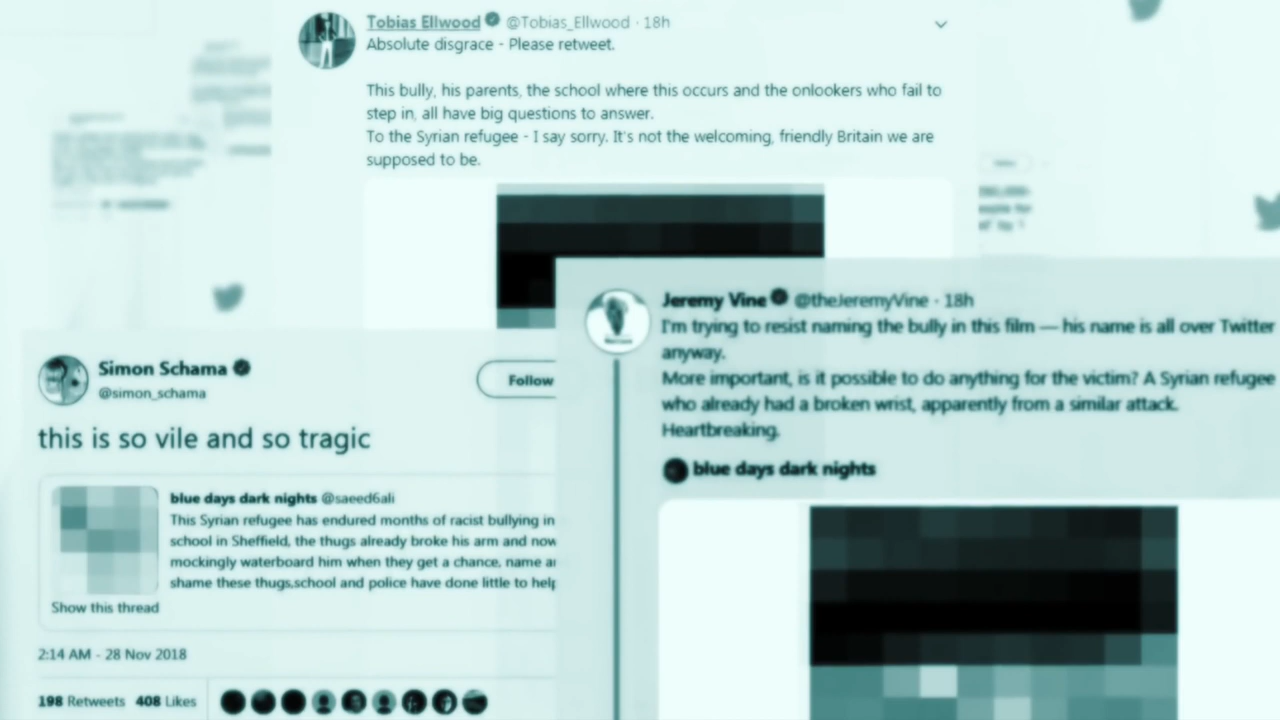 Tobias Ellwood @Tobias_Ellwood · 18h
Absolute disgrace - Please retweet.
This bully, his parents, the school where this occurs and the onlookers who fail to
step in, all have big questions to answer.
To the Syrian refugee - I say sorry. It's not the welcoming, friendly Britain we are
supposed to be.
Jeremy Vine @theJeremyVine · 18h
I'm trying to resist naming the bully in this film — his name is all over Twitter
anyway.
More important, is it possible to do anything for the victim? A Syrian refugee
who already had a broken wrist, apparently from a similar attack.
Heartbreaking.
blue days dark nights
Simon Schama
@simon_schama
Follow
this is so vile and so tragic
blue days dark nights @saeed6ali
This Syrian refugee has endured months of racist bullying in
school in Sheffield, the thugs already broke his arm and now
mockingly waterboard him when they get a chance, name
shame these thugs,school and police have done little to help
Show this thread
2:14 AM - 28 Nov 2018
198 Retweets 408 Likes